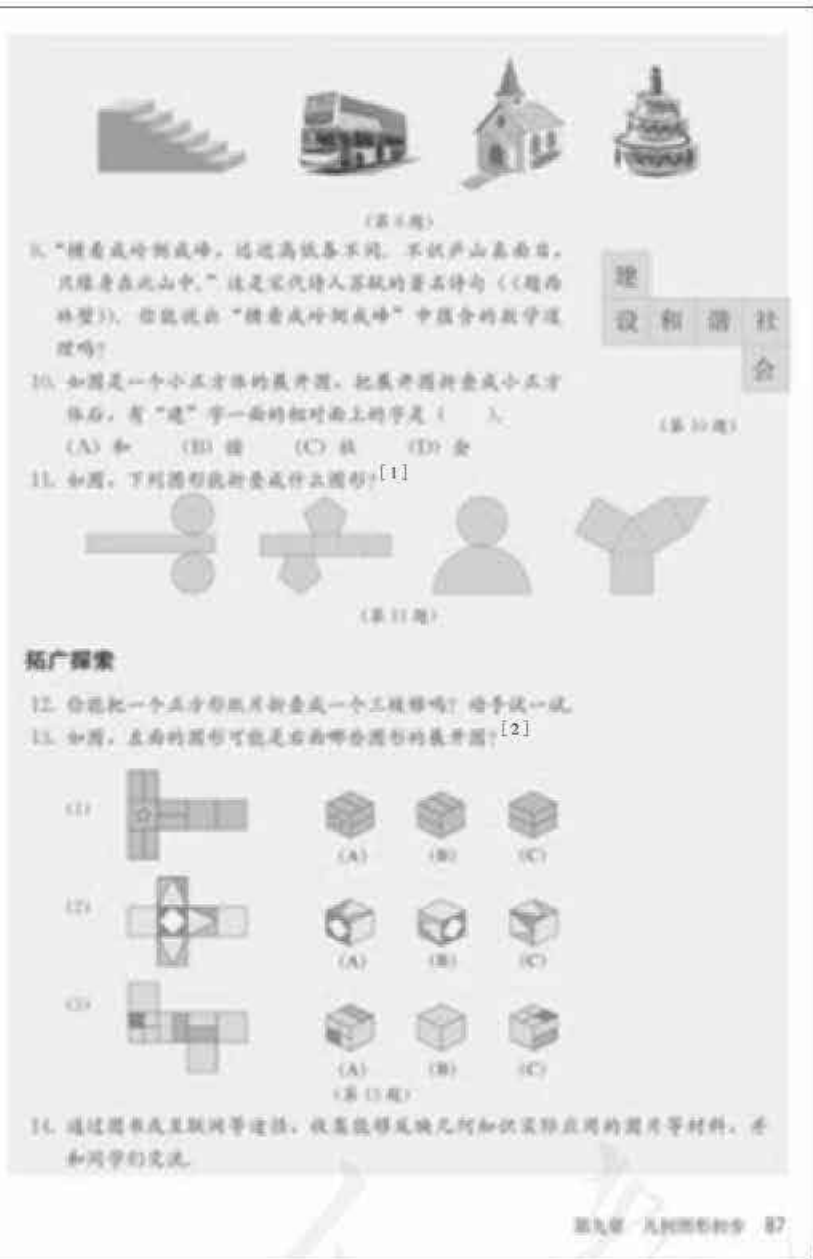 (第 8 题)
9. “横看成岭侧成峰，远近高低各不同. 不识庐山真面目，
只缘身在此山中.” 这是宋代诗人苏轼的著名诗句 (《题西
林壁》). 你能说出 “横看成岭侧成峰” 中蕴含的数学道
理吗?
建
设 和 谐 社
会
10. 如图是一个小正方体的展开图，把展开图折叠成小正方
体后，有 “建” 字一面的相对面上的字是 ( ).
(第 10 题)
(A) 和 (B) 谐 (C) 社 (D) 会
11. 如图，下列图形能折叠成什么图形?[1]
(第 11 题)
拓广探索
12. 你能把一个正方形纸片折叠成一个三棱锥吗? 动手试一试.
13. 如图，左面的图形可能是右面哪些图形的展开图?[2]
(1)
(A) (B) (C)
(2)
(A) (B) (C)
(3)
(A) (B) (C)
(第 13 题)
14. 通过图书或互联网等途径，收集能够反映几何知识实际应用的图片等材料，并
和同学们交流.
几何图形初步 87